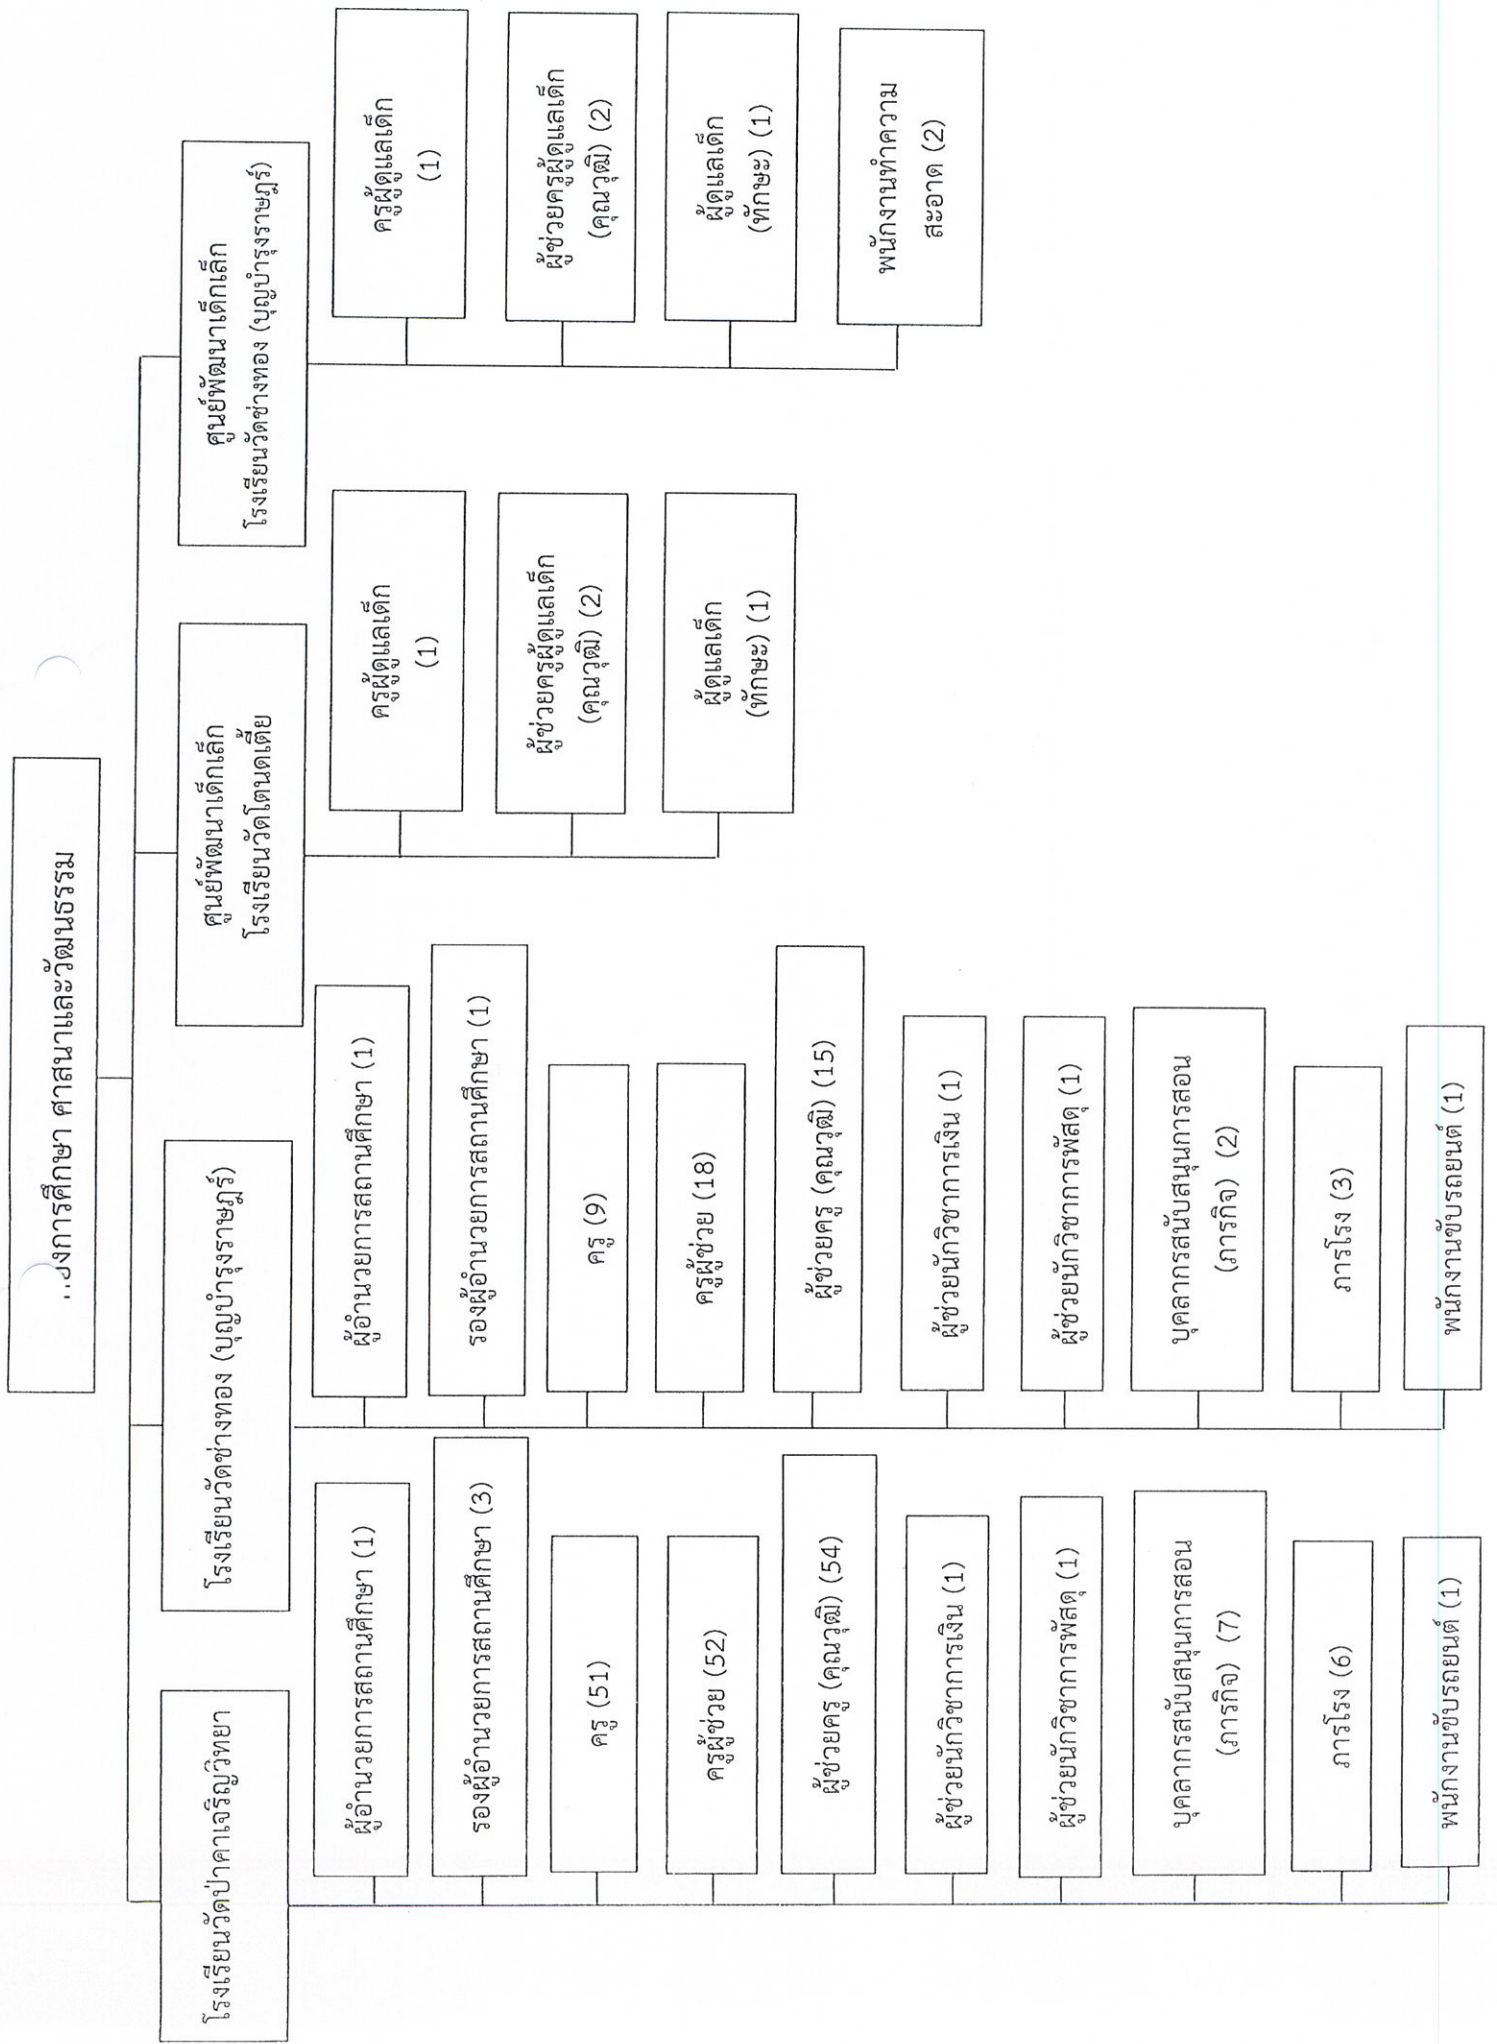 การศึกษา ศาสนาและวัฒนธรรม
โรงเรียนวัดป่าคาเจริญวิทยา
ผู้อำนวยการสถานศึกษา (1)
รองผู้อำนวยการสถานศึกษา (3)
ครู (51)
ครูผู้ช่วย (52)
ผู้ช่วยครู (คุณวุฒิ) (54)
ผู้ช่วยนักวิชาการเงิน (1)
ผู้ช่วยนักวิชาการพัสดุ (1)
บุคลากรสนับสนุนการสอน
(ภารกิจ) (7)
ภารโรง (6)
พนักงานขับรถยนต์ (1)
โรงเรียนวัดช่างทอง (บุญบำรุงราษฎร์)
ผู้อำนวยการสถานศึกษา (1)
รองผู้อำนวยการสถานศึกษา (1)
ครู (9)
ครูผู้ช่วย (18)
ผู้ช่วยครู (คุณวุฒิ) (15)
ผู้ช่วยนักวิชาการเงิน (1)
ผู้ช่วยนักวิชาการพัสดุ (1)
บุคลากรสนับสนุนการสอน
(ภารกิจ) (2)
ภารโรง (3)
พนักงานขับรถยนต์ (1)
ศูนย์พัฒนาเด็กเล็ก
โรงเรียนวัดโตนดเตี้ย
ครูผู้ดูแลเด็ก
(1)
ผู้ช่วยครูผู้ดูแลเด็ก
(คุณวุฒิ) (2)
ผู้ดูแลเด็ก
(ทักษะ) (1)
ศูนย์พัฒนาเด็กเล็ก
โรงเรียนวัดช่างทอง (บุญบำรุงราษฎร์)
ครูผู้ดูแลเด็ก
(1)
ผู้ช่วยครูผู้ดูแลเด็ก
(คุณวุฒิ) (2)
ผู้ดูแลเด็ก
(ทักษะ) (1)
พนักงานทำความ
สะอาด (2)